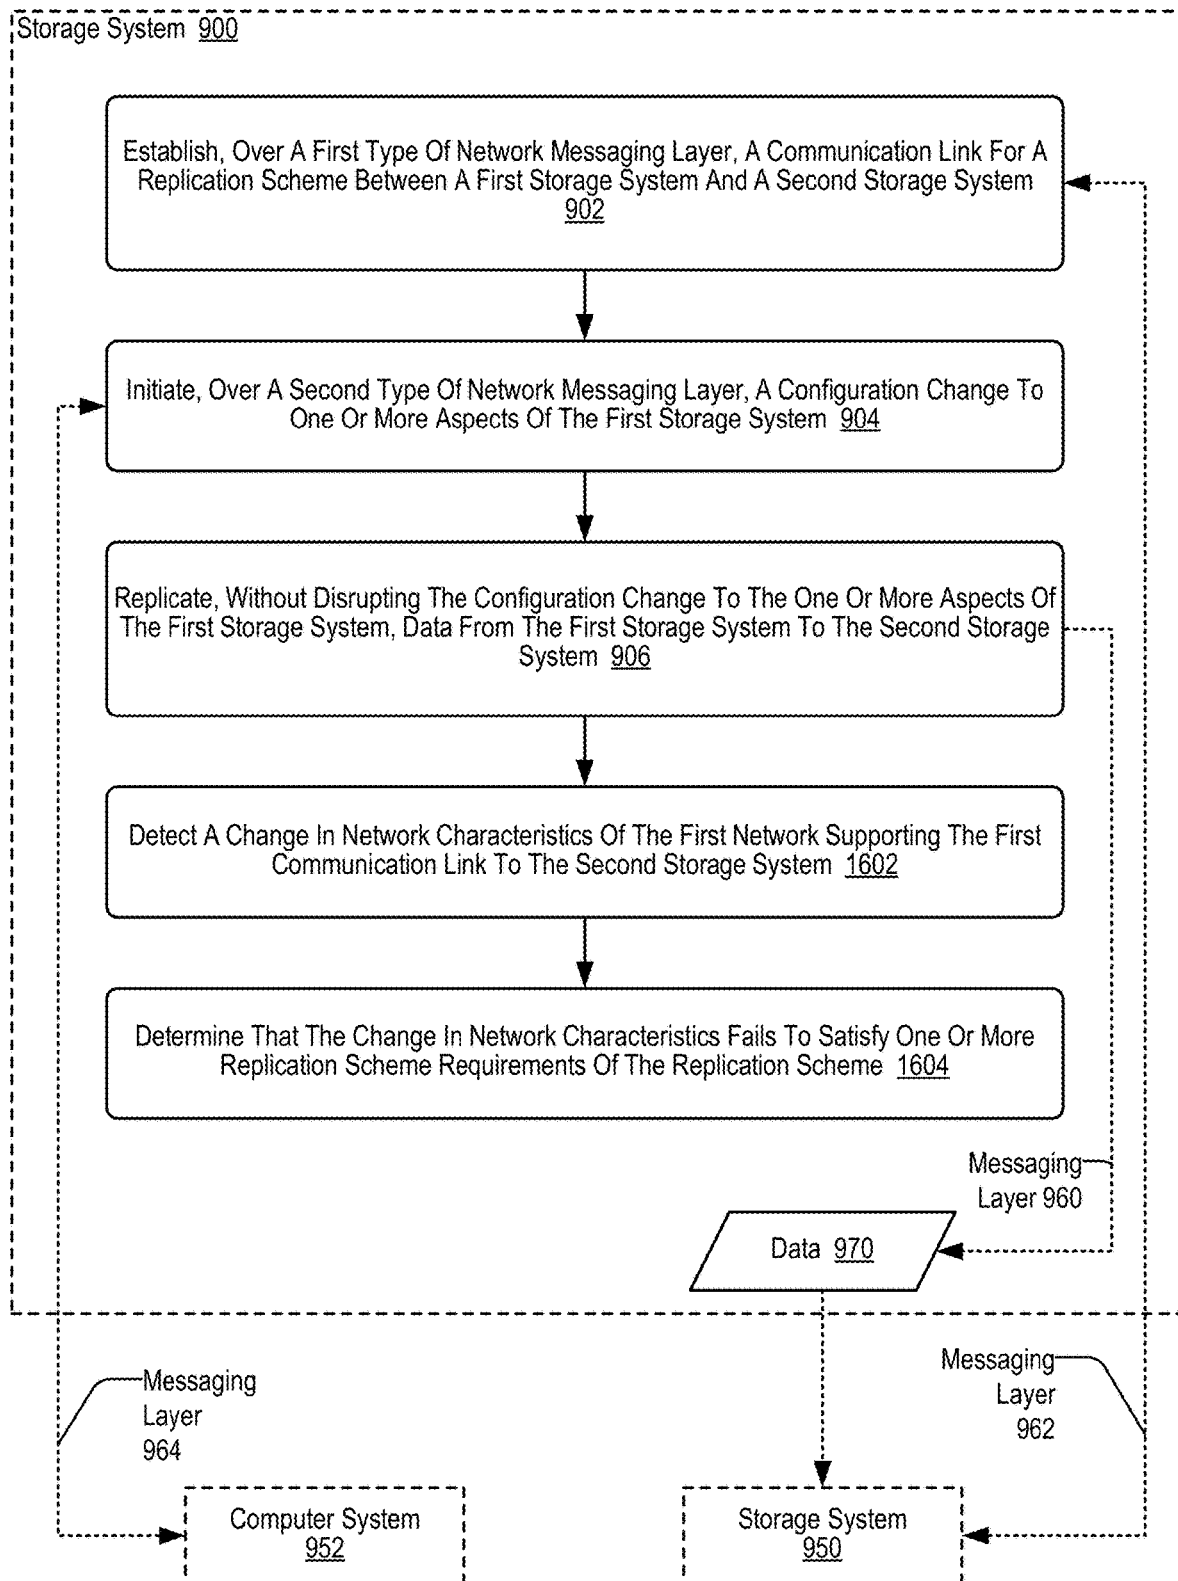 Storage System 900
Establish, Over A First Type Of Network Messaging Layer, A Communication Link For A
Replication Scheme Between A First Storage System And A Second Storage System
902
Initiate, Over A Second Type Of Network Messaging Layer, A Configuration Change To
One Or More Aspects Of The First Storage System 904
Replicate, Without Disrupting The Configuration Change To The One Or More Aspects Of
The First Storage System, Data From The First Storage System To The Second Storage
System 906
Detect A Change In Network Characteristics Of The First Network Supporting The First
Communication Link To The Second Storage System 1602
Determine That The Change In Network Characteristics Fails To Satisfy One Or More
Replication Scheme Requirements Of The Replication Scheme 1604
Messaging
Layer 960
Data 970
Messaging
Layer
964
Messaging
Layer
962
Computer System
952
Storage System
950